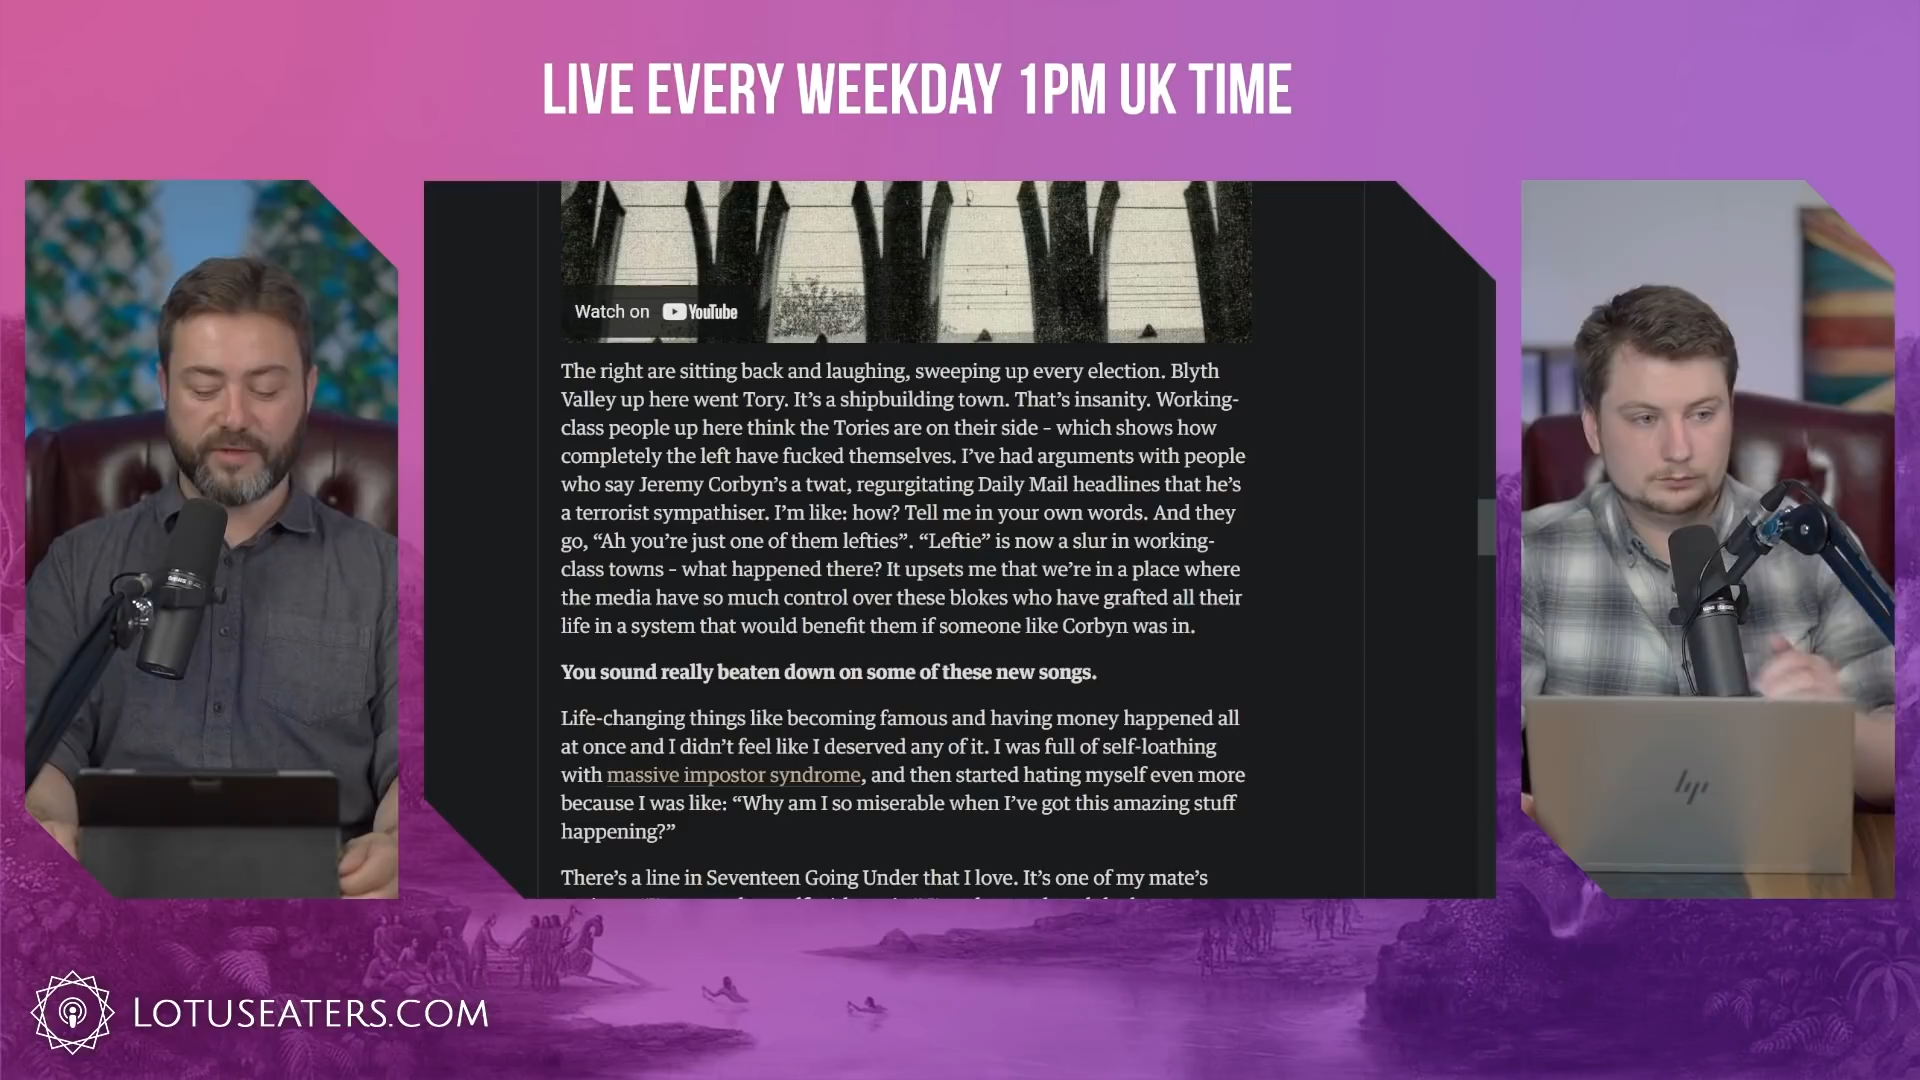 LIVE EVERY WEEKDAY 1PM UK TIME
Watch on YouTube
The right are sitting back and laughing, sweeping up every election. Blyth
Valley up here went Tory. It’s a shipbuilding town. That’s insanity. Working-
class people up here think the Tories are on their side – which shows how
completely the left have fucked themselves. I’ve had arguments with people
who say Jeremy Corbyn’s a twat, regurgitating Daily Mail headlines that he’s
a terrorist sympathiser. I’m like: how? Tell me in your own words. And they
go, “Ah you’re just one of them lefties”. “Leftie” is now a slur in working-
class towns – what happened there? It upsets me that we’re in a place where
the media have so much control over these blokes who have grafted all their
life in a system that would benefit them if someone like Corbyn was in.
You sound really beaten down on some of these new songs.
Life-changing things like becoming famous and having money happened all
at once and I didn’t feel like I deserved any of it. I was full of self-loathing
with massive impostor syndrome, and then started hating myself even more
because I was like: “Why am I so miserable when I’ve got this amazing stuff
happening?”
There’s a line in Seventeen Going Under that I love. It’s one of my mate’s
hp
LOTUSEATERS.COM